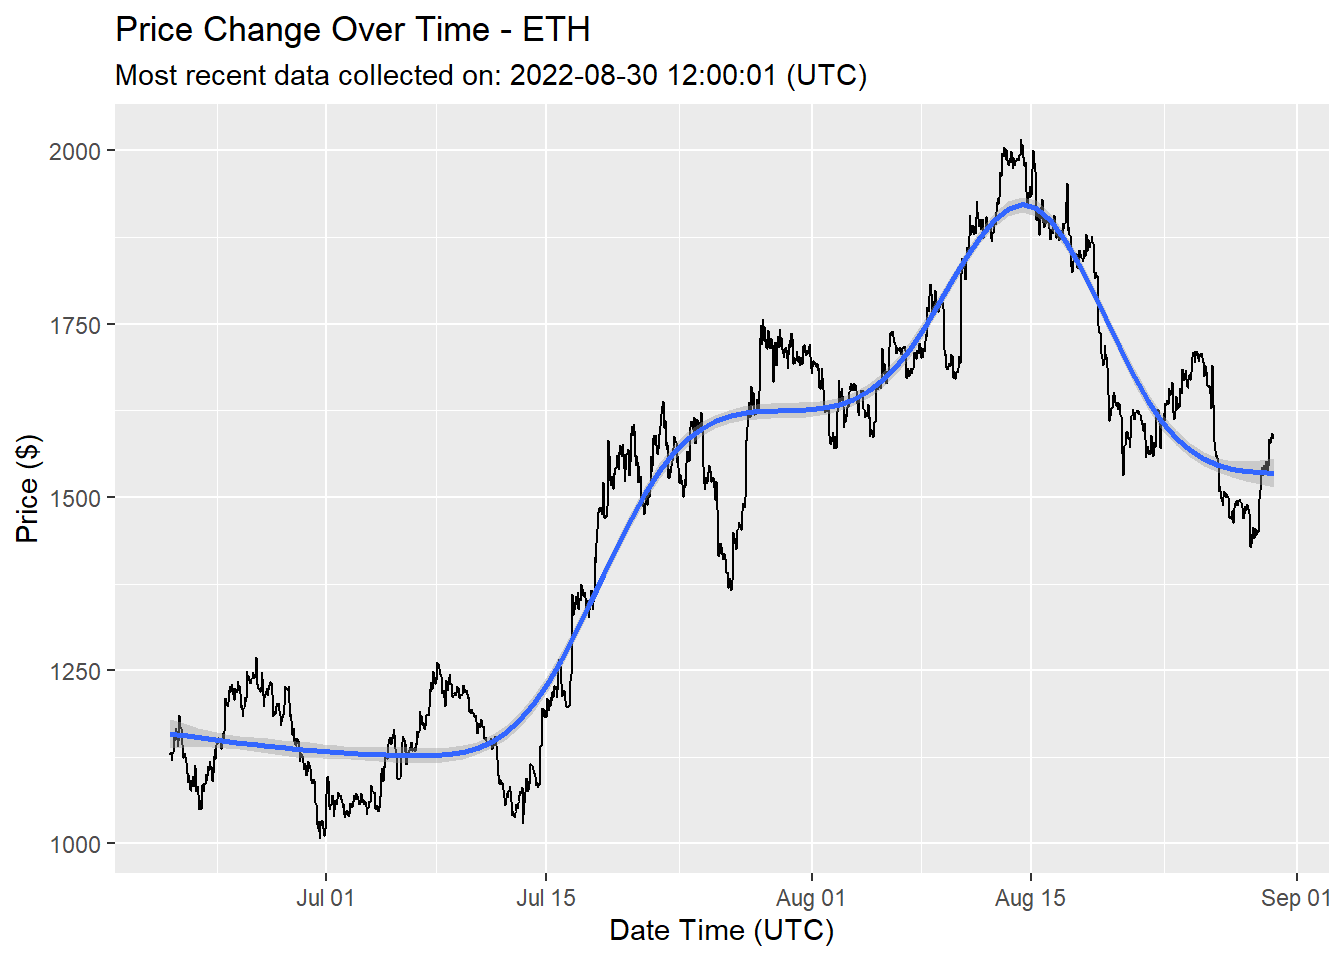 Price Change Over Time - ETH
Most recent data collected on: 2022-08-30 12:00:01 (UTC)
2000
1750
1500
1250
1000
Price ($)
Jul 01
Jul 15
Aug 01
Aug 15
Sep 01
Date Time (UTC)